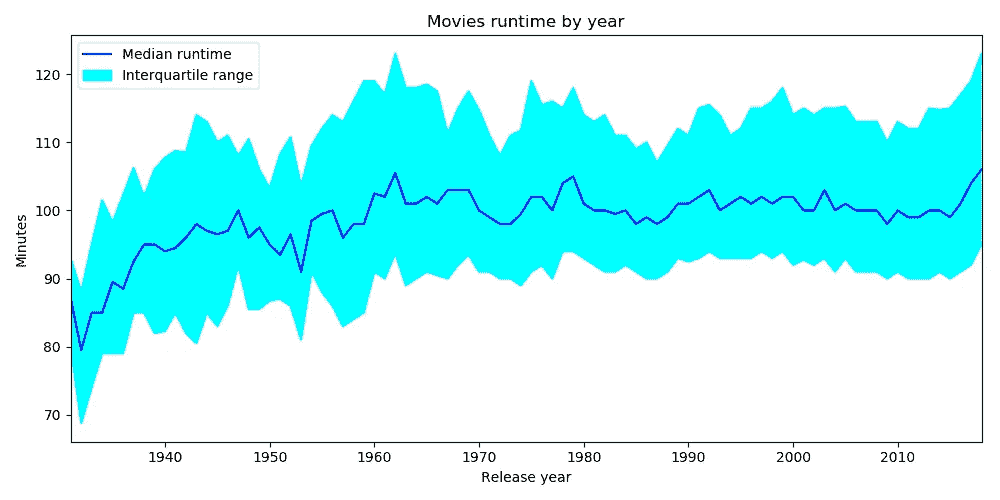 Movies runtime by year
Median runtime
Interquartile range
120
110
100
90
80
70
Minutes
1940
1950
1960
1970
1980
1990
2000
2010
Release year